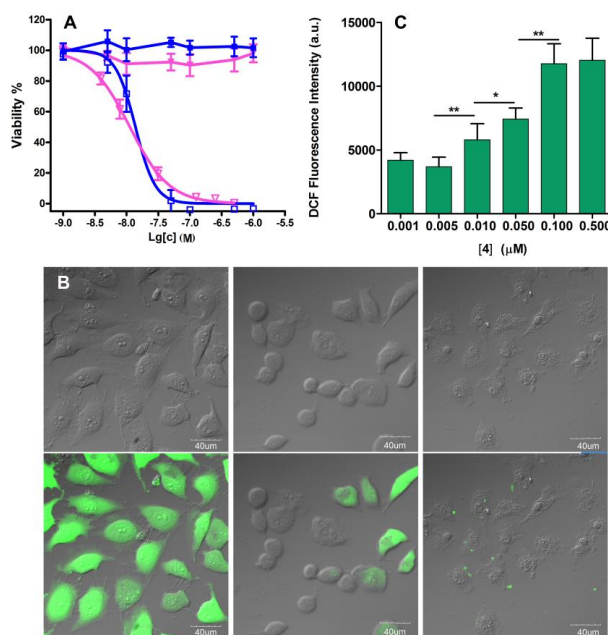 A
Viability %
120
100
80
60
40
20
0
-9.0 -8.5 -8.0 -7.5 -7.0 -6.5 -6.0 -5.5
Lg[c] (M)
C
DCF Fluorescence Intensity (a.u.)
15000
10000
5000
0
**
*
**
0.001 0.005 0.010 0.050 0.100 0.500
[4] (μM)
B
40um
40um
40um
40um
40um
40um